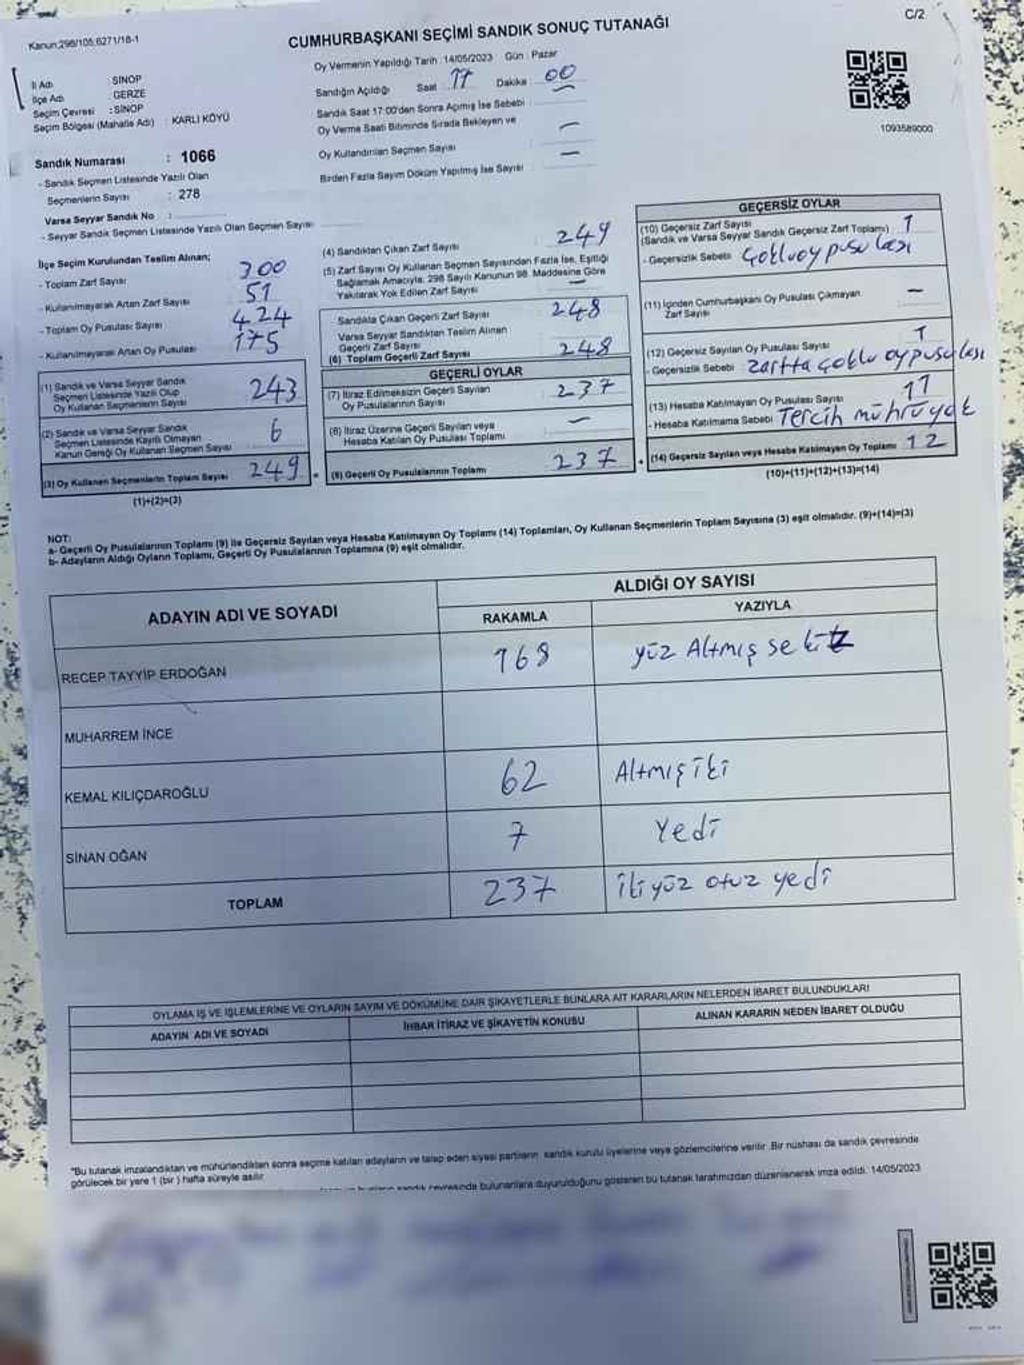 Kanun;298/105;6271/18-1
C/2
CUMHURBAŞKANI SEÇİMİ SANDIK SONUÇ TUTANAĞI
İl Adı : SİNOP
İlçe Adı : GERZE
Seçim Çevresi : SİNOP
Seçim Bölgesi (Mahalle Adı) : KARLI KÖYÜ
Sandık Numarası : 1066
- Sandık Seçmen Listesinde Yazılı Olan
Seçmenlerin Sayısı : 278
Varsa Seyyar Sandık No :
- Seyyar Sandık Seçmen Listesinde Yazılı Olan Seçmen Sayısı
Oy Vermenin Yapıldığı Tarih : 14/05/2023 Gün : Pazar
Sandığın Açıldığı Saat 17 Dakika : 00
Sandık Saat 17:00'den Sonra Açımış İse Sebebi
Oy Verme Saati Bitiminde Sırada Bekleyen ve
Oy Kullandırılan Seçmen Sayısı : —
Birden Fazla Sayım Döküm Yapılmış İse Sayısı —
1093589000
İlçe Seçim Kurulundan Teslim Alınan;
- Toplam Zarf Sayısı 300
- Kullanılmayarak Artan Zarf Sayısı 51
- Toplam Oy Pusulası Sayısı 424
- Kullanılmayarak Artan Oy Pusulası 175
(1) Sandık ve Varsa Seyyar Sandık
Seçmen Listesinde Yazılı Olup
Oy Kullanan Seçmenlerin Sayısı 243
(2) Sandık ve Varsa Seyyar Sandık
Seçmen Listesinde Kayıtlı Olmayan
Kanun Gereği Oy Kullanan Seçmen Sayısı 6
(3) Oy Kullanan Seçmenlerin Toplam Sayısı 249
(1)+(2)=(3)
(4) Sandıktan Çıkan Zarf Sayısı 249
(5) Zarf Sayısı Oy Kullanan Seçmen Sayısından Fazla İse, Eşitliği
Sağlamak Amacıyla; 298 Sayılı Kanunun 98. Maddesine Göre
Yakılarak Yok Edilen Zarf Sayısı —
Sandıkta Çıkan Geçerli Zarf Sayısı 248
Varsa Seyyar Sandıktan Teslim Alınan
Geçerli Zarf Sayısı
(6) Toplam Geçerli Zarf Sayısı 248
GEÇERLİ OYLAR
(7) İtiraz Edilmeksizin Geçerli Sayılan
Oy Pusulalarının Sayısı 237
(8) İtiraz Üzerine Geçerli Sayılan veya
Hesaba Katılan Oy Pusulası Toplamı —
(9) Geçerli Oy Pusulalarının Toplamı 237
GEÇERSİZ OYLAR
(10) Geçersiz Zarf Sayısı
(Sandık ve Varsa Seyyar Sandık Geçersiz Zarf Toplamı) : 1
- Geçersizlik Sebebi Çoklu oy pusulası
(11) İçinden Cumhurbaşkanı Oy Pusulası Çıkmayan
Zarf Sayısı —
(12) Geçersiz Sayılan Oy Pusulası Sayısı 1
- Geçersizlik Sebebi zarfta çoklu oy pusulası
(13) Hesaba Katılmayan Oy Pusulası Sayısı 11
- Hesaba Katılmama Sebebi Tercih mührü yok
(14) Geçersiz Sayılan veya Hesaba Katılmayan Oy Toplamı 12
(10)+(11)+(12)+(13)=(14)
NOT:
a- Geçerli Oy Pusulalarının Toplamı (9) ile Geçersiz Sayılan veya Hesaba Katılmayan Oy Toplamı (14) Toplamları, Oy Kullanan Seçmenlerin Toplam Sayısına (3) eşit olmalıdır. (9)+(14)=(3)
b- Adayların Aldığı Oyların Toplamı, Geçerli Oy Pusulalarının Toplamına (9) eşit olmalıdır.
ADAYIN ADI VE SOYADI
ALDIĞI OY SAYISI
RAKAMLA YAZIYLA
RECEP TAYYİP ERDOĞAN 168 yüz Altmış sekiz
MUHARREM İNCE
KEMAL KILIÇDAROĞLU 62 Altmış iki
SİNAN OĞAN 7 Yedi
TOPLAM 237 iki yüz otuz yedi
OYLAMA İŞ VE İŞLEMLERİNE VE OYLARIN SAYIM VE DÖKÜMÜNE DAİR ŞİKAYETLERLE BUNLARA AİT KARARLARIN NELERDEN İBARET BULUNDUKLARI
ADAYIN ADI VE SOYADI İHBAR İTİRAZ VE ŞİKAYETİN KONUSU ALINAN KARARIN NEDEN İBARET OLDUĞU
*Bu tutanak imzalandıktan ve mühürlendikten sonra seçime katılan adayların ve talep eden siyasi partilerin sandık kurulu üyelerine veya gözlemcilerine verilir. Bir nüshası da sandık çevresinde
görülecek bir yere 1 (bir) hafta süreyle asılır.
sandık çevresinde bulunanlara duyurulduğunu gösteren bu tutanak tarafımızdan düzenlenerek imza edildi. 14/05/2023